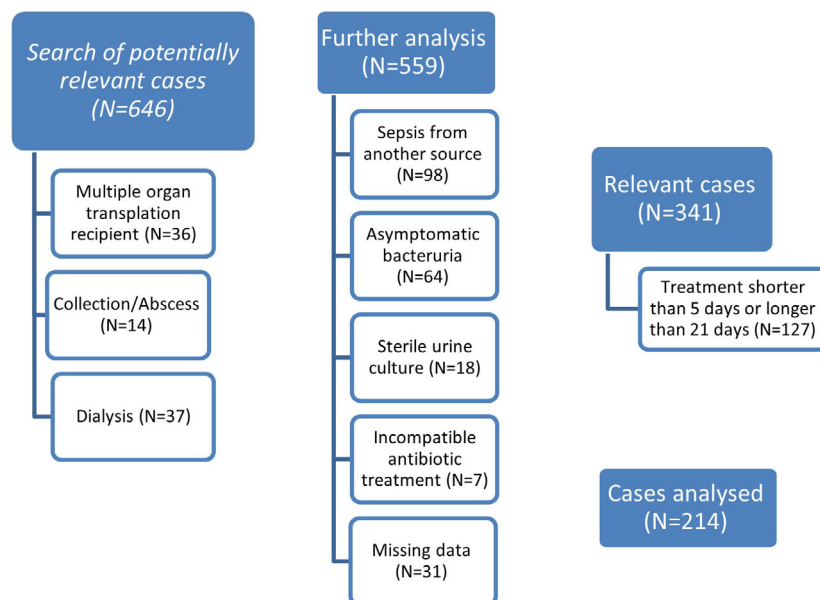 Search of potentially
relevant cases
(N=646)
Multiple organ
transplation
recipient (N=36)
Collection/Abscess
(N=14)
Dialysis (N=37)
Further analysis
(N=559)
Sepsis from
another source
(N=98)
Asymptomatic
bacteruria
(N=64)
Sterile urine
culture (N=18)
Incompatible
antibiotic
treatment (N=7)
Missing data
(N=31)
Relevant cases
(N=341)
Treatment shorter
than 5 days or longer
than 21 days (N=127)
Cases analysed
(N=214)